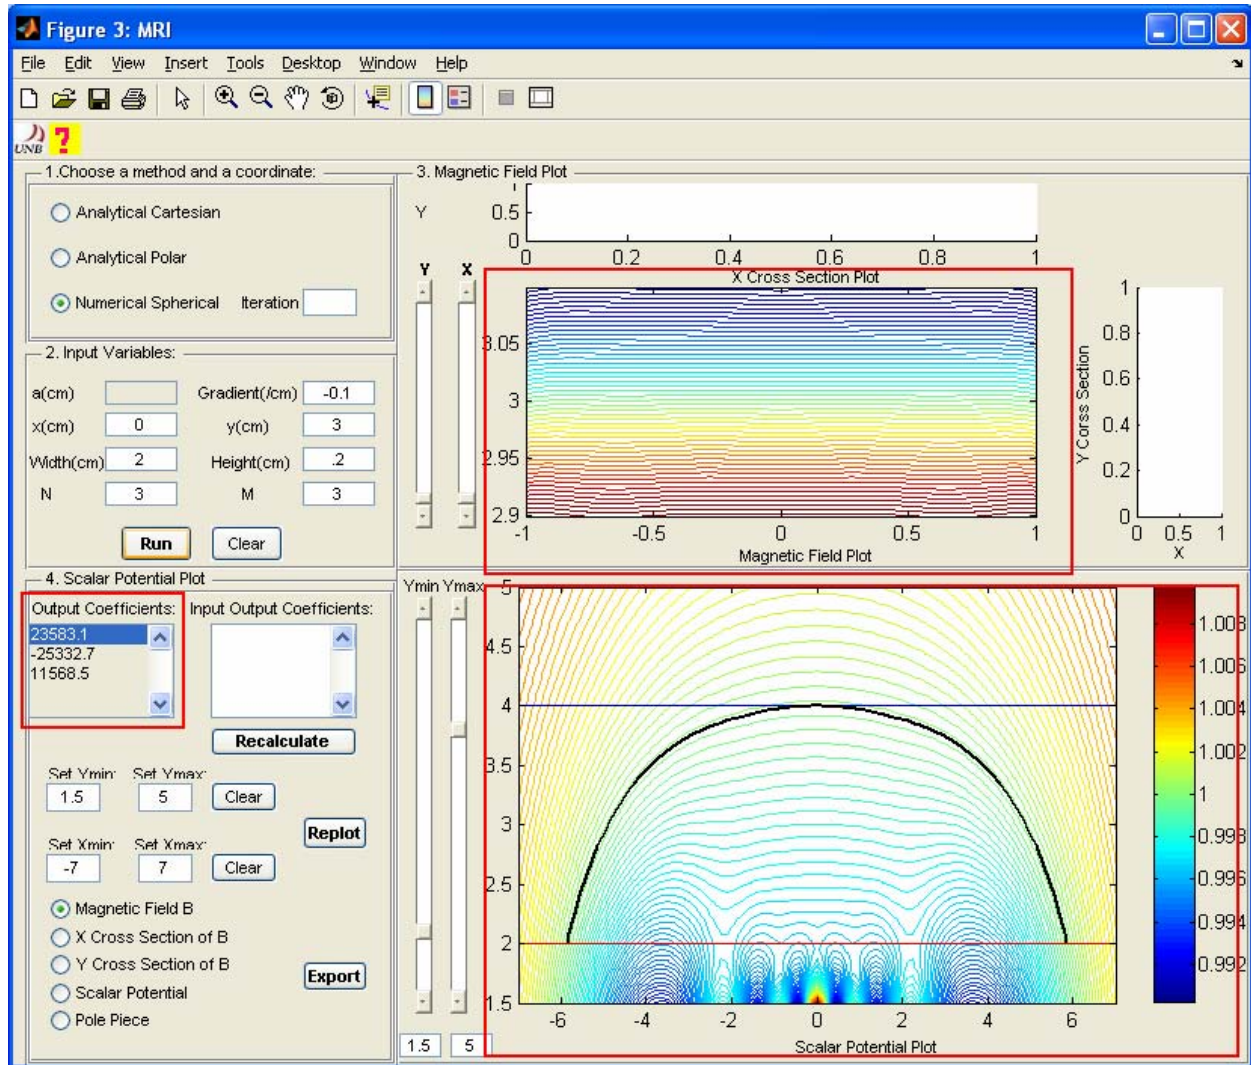 Figure 3: MRI
File Edit View Insert Tools Desktop Window Help
UNB ?
1.Choose a method and a coordinate:
Analytical Cartesian
Analytical Polar
Numerical Spherical Iteration
2. Input Variables:
a(cm) Gradient(/cm) -0.1
x(cm) 0 y(cm) 3
Width(cm) 2 Height(cm) .2
N 3 M 3
Run Clear
3. Magnetic Field Plot
Y
1
0.5
0
0 0.2 0.4 0.6 0.8 1
X Cross Section Plot
Y X
3.05
3
2.95
2.9
-1 -0.5 0 0.5 1
Magnetic Field Plot
Y Corss Section
1
0.8
0.6
0.4
0.2
0
0 0.5 1
X
4. Scalar Potential Plot
Output Coefficients: Input Output Coefficients:
23583.1
-25332.7
11568.5
Recalculate
Set Ymin: Set Ymax:
1.5 5 Clear
Replot
Set Xmin: Set Xmax:
-7 7 Clear
Magnetic Field B
X Cross Section of B
Y Cross Section of B
Export
Scalar Potential
Pole Piece
Ymin Ymax
1.5 5
5
4.5
4
3.5
3
2.5
2
1.5
-6 -4 -2 0 2 4 6
Scalar Potential Plot
1.008
1.006
1.004
1.002
1
0.998
0.996
0.994
0.992